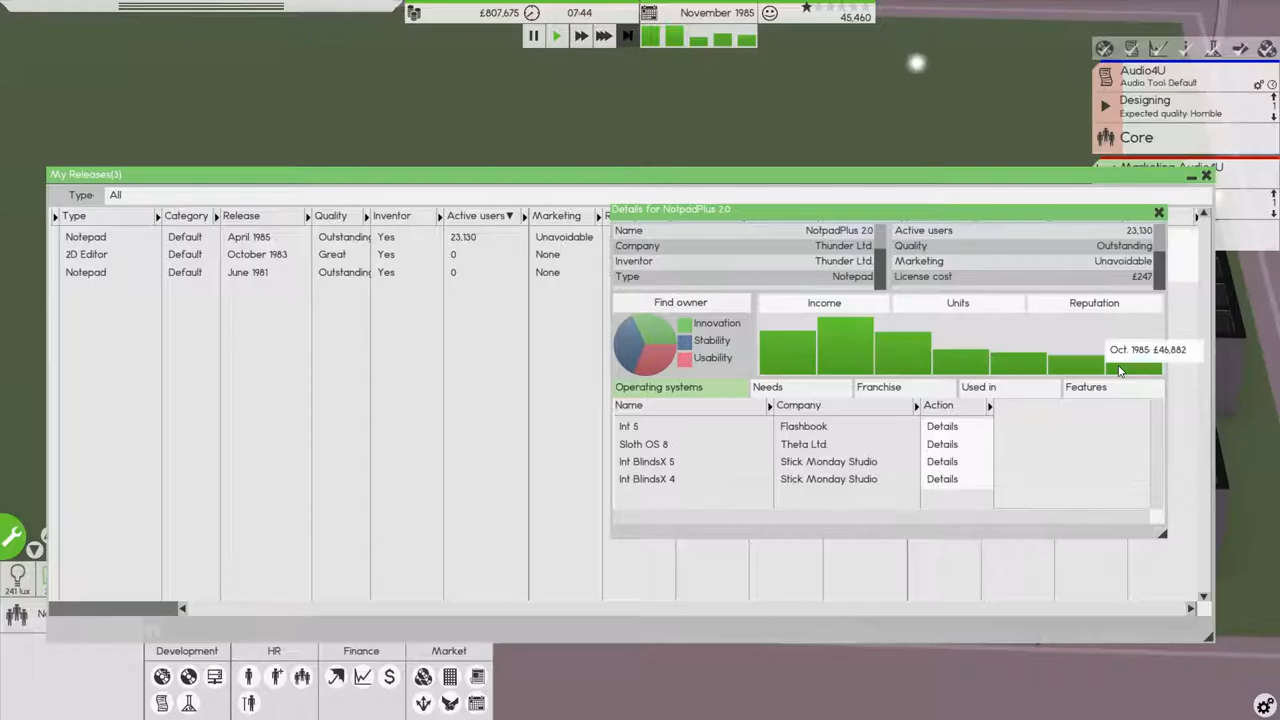 £807,675 07:44 November 1985 45,460
Audio4U
Audio Tool: Default
Designing
Expected quality: Horrible
1
Core
Marketing Audio4U
1
My Releases(3)
Type: All
Type Category Release Quality Inventor Active users▼ Marketing
Notepad Default April 1985 Outstanding Yes 23,130 Unavoidable
2D Editor Default October 1983 Great Yes 0 None
Notepad Default June 1981 Outstanding Yes 0 None
Details for NotpadPlus 2.0
Name NotpadPlus 2.0 Active users 23,130
Company Thunder Ltd. Quality Outstanding
Inventor Thunder Ltd. Marketing Unavoidable
Type Notepad License cost £247
Find owner Income Units Reputation
Innovation
Stability
Usability
Oct. 1985: £46,882
Operating systems Needs Franchise Used in Features
Name Company Action
Int 5 Flashbook Details
Sloth OS 8 Theta Ltd. Details
Int BlindsX 5 Stick Monday Studio Details
Int BlindsX 4 Stick Monday Studio Details
241 lux
Development HR Finance Market